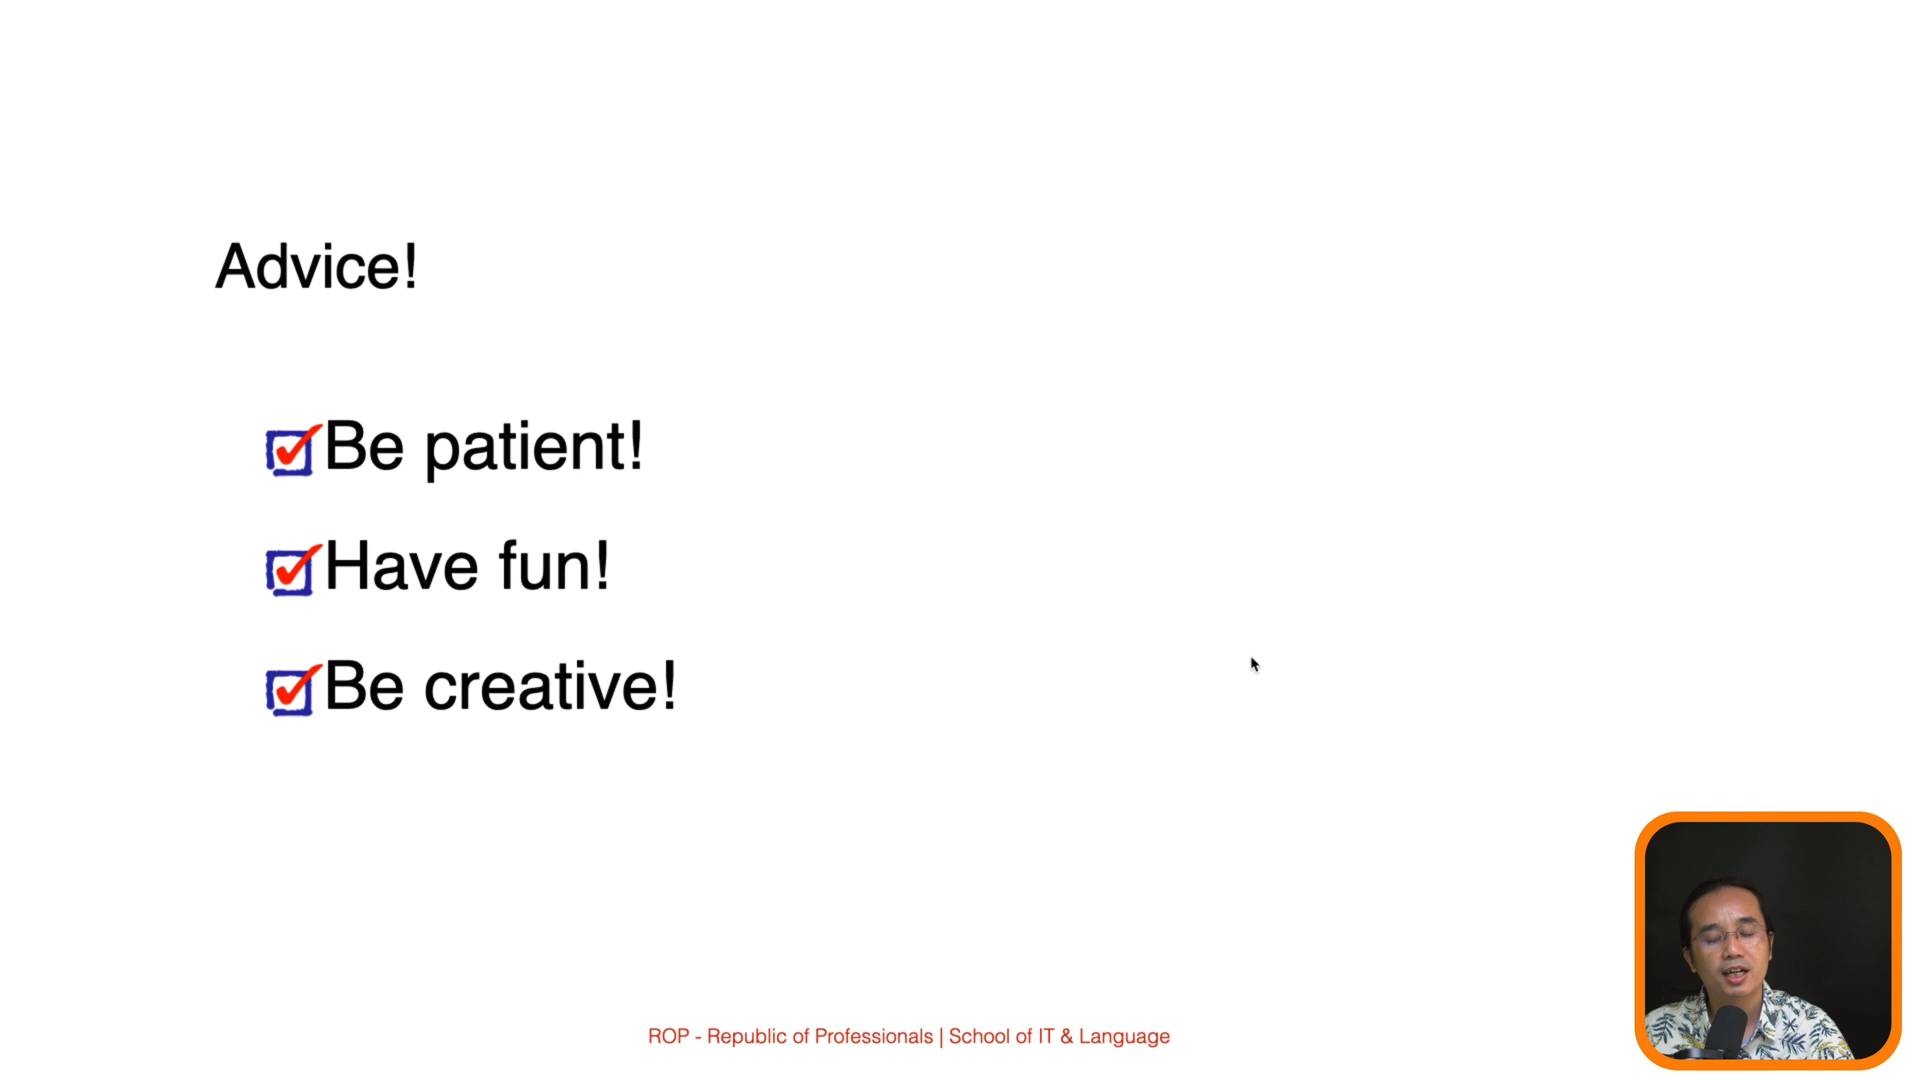 Advice!
Be patient!
Have fun!
Be creative!
ROP - Republic of Professionals | School of IT & Language